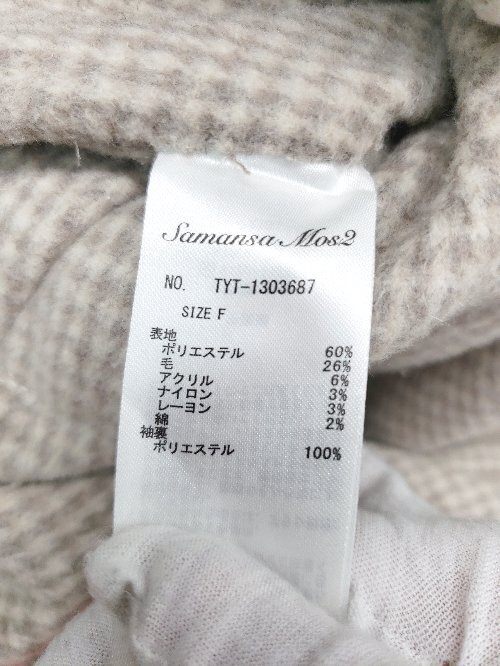 Samansa Mos2
NO. TYT-1303687
SIZE F
表地
ポリエステル 60%
毛 26%
アクリル 6%
ナイロン 3%
レーヨン 3%
綿 2%
袖裏
ポリエステル 100%